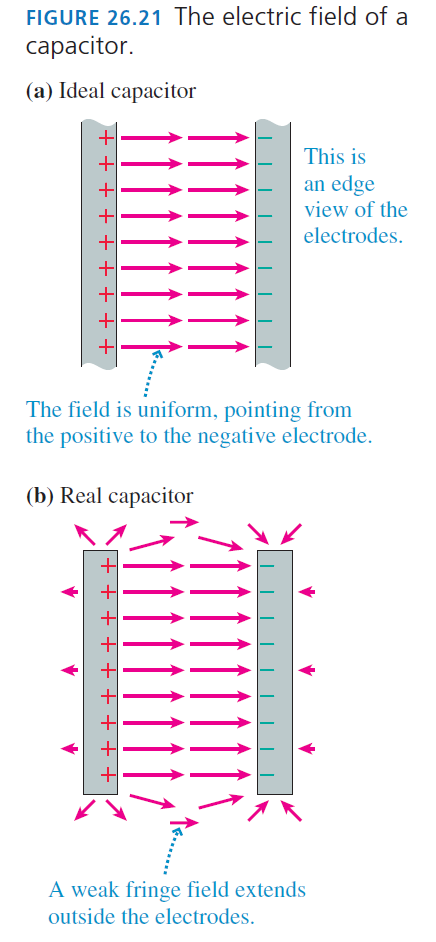 FIGURE 26.21 The electric field of a
capacitor.
(a) Ideal capacitor
This is
an edge
view of the
electrodes.
The field is uniform, pointing from
the positive to the negative electrode.
(b) Real capacitor
A weak fringe field extends
outside the electrodes.